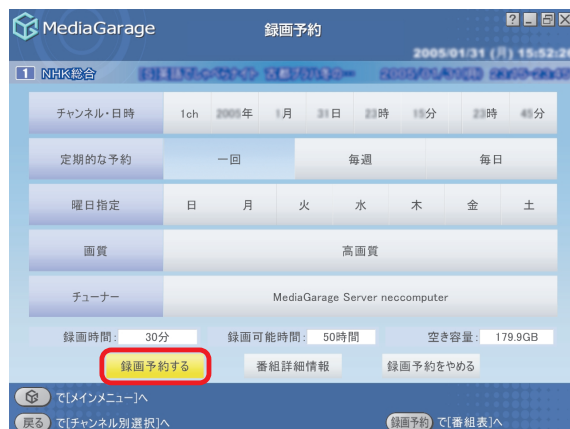 MediaGarage 録画予約
2005/01/31 (月) 15:52:2
1 NHK総合
チャンネル・日時 1ch 2005年 1月 31日 23時 15分 23時 45分
定期的な予約 一回 毎週 毎日
曜日指定 日 月 火 水 木 金 土
画質 高画質
チューナー MediaGarage Server neccomputer
録画時間: 30分 録画可能時間: 50時間 空き容量: 179.9GB
録画予約する 番組詳細情報 録画予約をやめる
で[メインメニュー]へ
戻る で[チャンネル別選択]へ 録画予約 で[番組表]へ